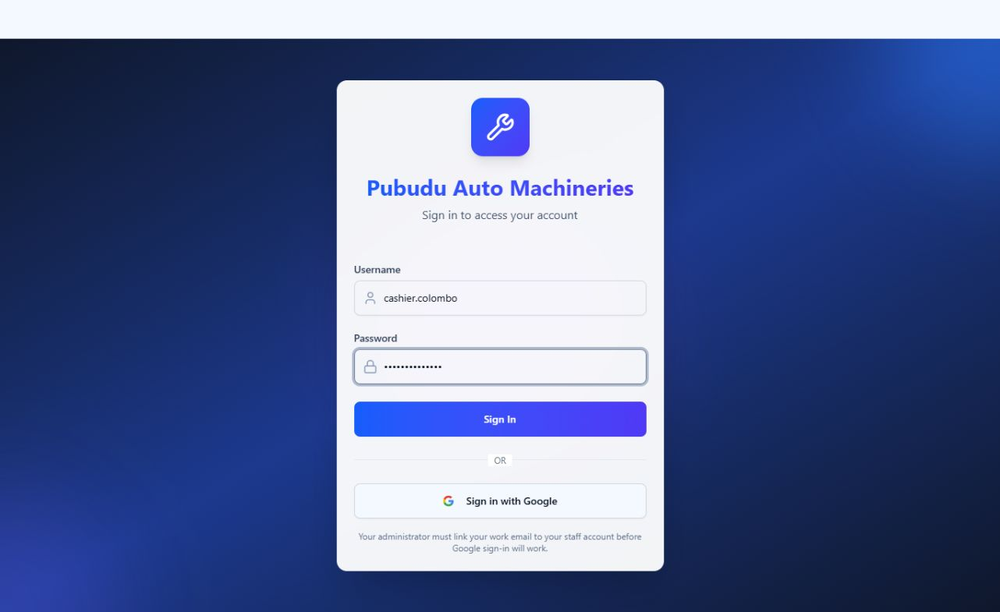 Pubudu Auto Machineries
Sign in to access your account
Username
cashier.colombo
Password
••••••••••••••
Sign In
OR
Sign in with Google
Your administrator must link your work email to your staff account before
Google sign-in will work.